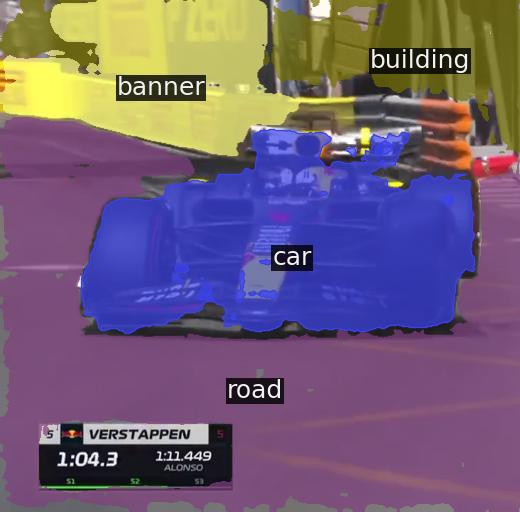 building
banner
car
road
5 VERSTAPPEN 5
1:04.3 1:11.449
ALONSO
S1 S2 S3